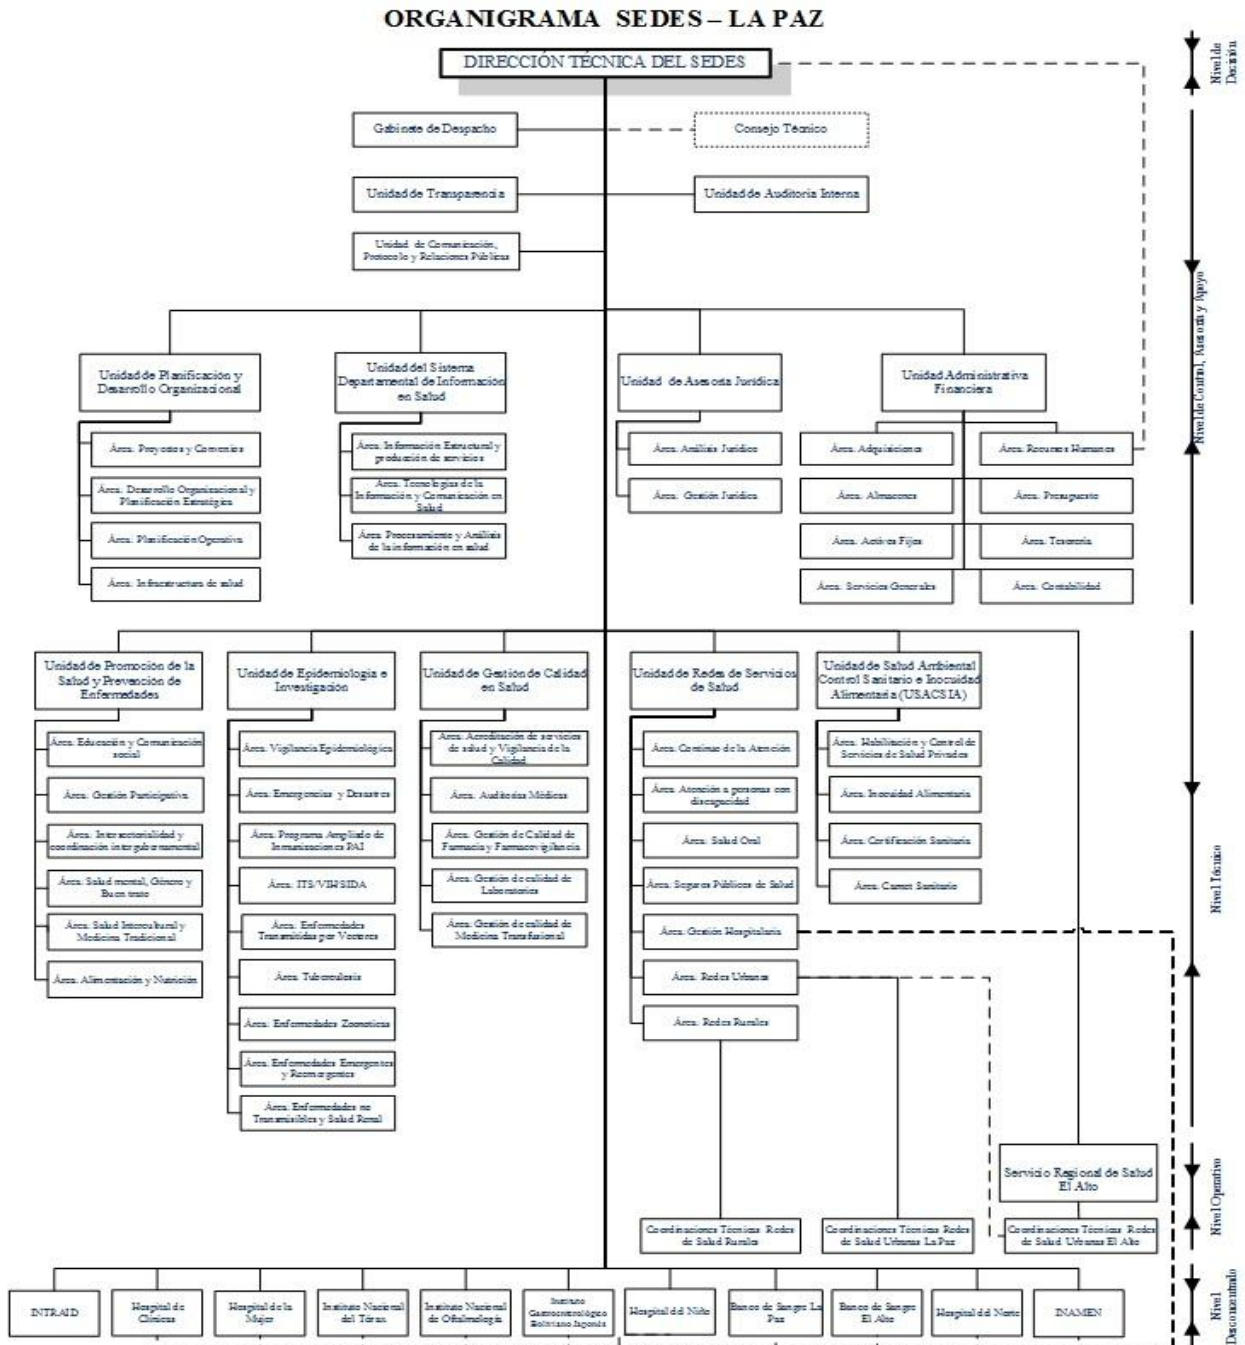 ORGANIGRAMA SEDES – LA PAZ
DIRECCIÓN TÉCNICA DEL SEDES
Nivel de
Decisión
Gabinete de Despacho
Consejo Técnico
Unidad de Transparencia
Unidad de Auditoria Interna
Unidad de Comunicación,
Protocolo y Relaciones Públicas
Nivel de Control, Asesoria y Apoyo
Unidad de Planificación y
Desarrollo Organizacional
Unidad del Sistema
Departamental de Información
en Salud
Unidad de Asesoria Jurídica
Unidad Administrativa
Financiera
Área. Proyectos y Convenios
Área. Desarrollo Organizacional y
Planificación Estratégica
Área. Planificación Operativa
Área. Infraestructura de salud
Área. Información Estructural y
producción de servicios
Área. Tecnologías de la
Información y Comunicación en
Salud
Área. Procesamiento y Análisis
de la información en salud
Área. Análisis Jurídico
Área. Gestión Jurídica
Área. Adquisiciones
Área. Recursos Humanos
Área. Almacenes
Área. Presupuesto
Área. Activos Fijos
Área. Tesorería
Área. Servicios Generales
Área. Contabilidad
Unidad de Promoción de la
Salud y Prevención de
Enfermedades
Unidad de Epidemiologia e
Investigación
Unidad de Gestión de Calidad
en Salud
Unidad de Redes de Servicios
de Salud
Unidad de Salud Ambiental
Control Sanitario e Inocuidad
Alimentaria (USACSIA)
Área. Educación y Comunicación
social
Área. Gestión Participativa
Área. Intersectorialidad y
coordinación intergubernamental
Área. Salud mental, Género y
Buen trato
Área. Salud Intercultural y
Medicina Tradicional
Área. Alimentación y Nutrición
Área. Vigilancia Epidemiológica
Área. Emergencias y Desastres
Área. Programa Ampliado de
Inmunizaciones PAI
Área. ITS/VIH/SIDA
Área. Enfermedades
Transmitidas por Vectores
Área. Tuberculosis
Área. Enfermedades Zoonoticas
Área. Enfermedades Emergentes
y Reemergentes
Área. Enfermedades no
Transmisibles y Salud Renal
Área. Acreditación de servicios
de salud y Vigilancia de la
Calidad
Área. Auditorias Médicas
Área. Gestión de Calidad de
Farmacia y Farmacovigilancia
Área. Gestión de calidad de
Laboratorios
Área. Gestión de calidad de
Medicina Transfusional
Área. Continuo de la Atención
Área. Atención a personas con
discapacidad
Área. Salud Oral
Área. Seguros Públicos de Salud
Área. Gestión Hospitalaria
Área. Redes Urbanas
Área. Redes Rurales
Área. Habilitación y Control de
Servicios de Salud Privados
Área. Inocuidad Alimentaria
Área. Certificación Sanitaria
Área. Carnet Sanitario
Nivel técnico
Servicio Regional de Salud
El Alto
Nivel Operativo
Coordinaciones Técnicas Redes
de Salud Rurales
Coordinaciones Técnicas Redes
de Salud Urbanas La Paz
Coordinaciones Técnicas Redes
de Salud Urbanas El Alto
INTRAID
Hospital de
Clínicas
Hospital de la
Mujer
Instituto Nacional
del Tórax
Instituto Nacional
de Oftalmología
Instituto
Gastroenterológico
Boliviano Japonés
Hospital del Niño
Banco de Sangre La
Paz
Banco de Sangre
El Alto
Hospital del Norte
INAMEN
Nivel
Desconcentrado